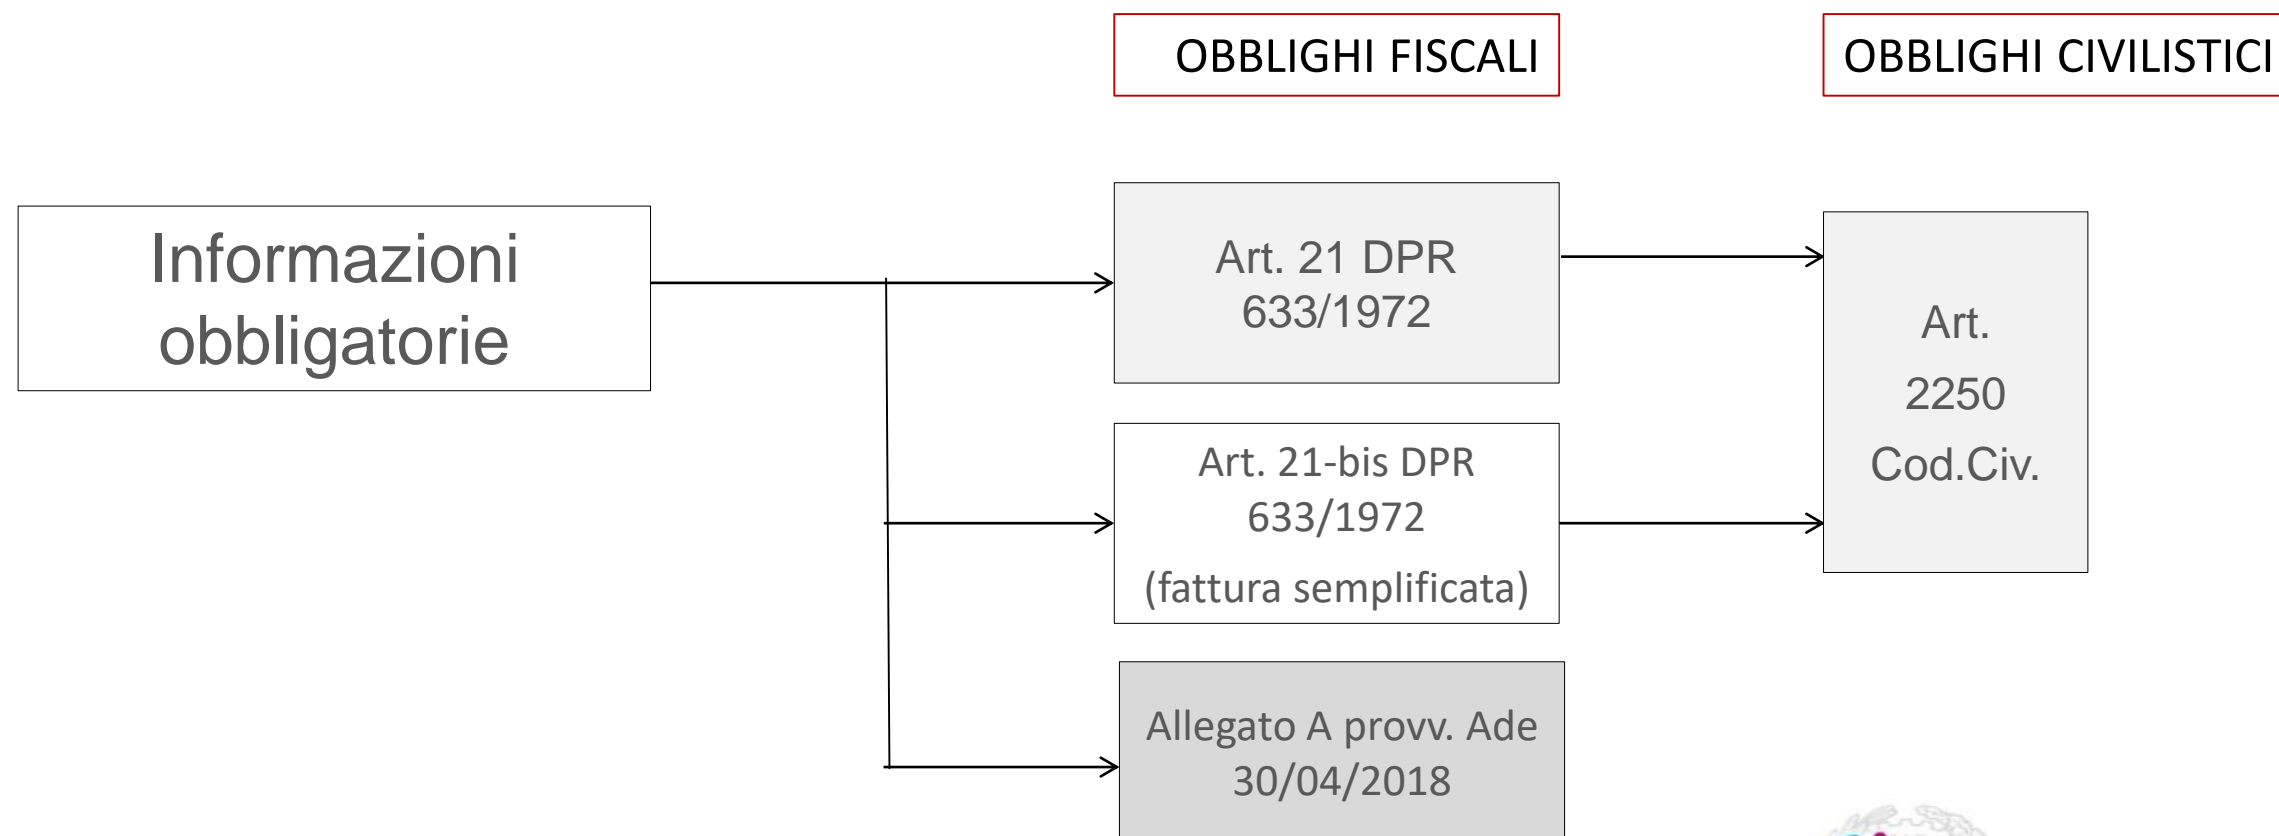 OBBLIGHI FISCALI
OBBLIGHI CIVILISTICI
Informazioni
obbligatorie
Art. 21 DPR
633/1972
Art.
2250
Cod.Civ.
Art. 21-bis DPR
633/1972
(fattura semplificata)
Allegato A provv. Ade
30/04/2018